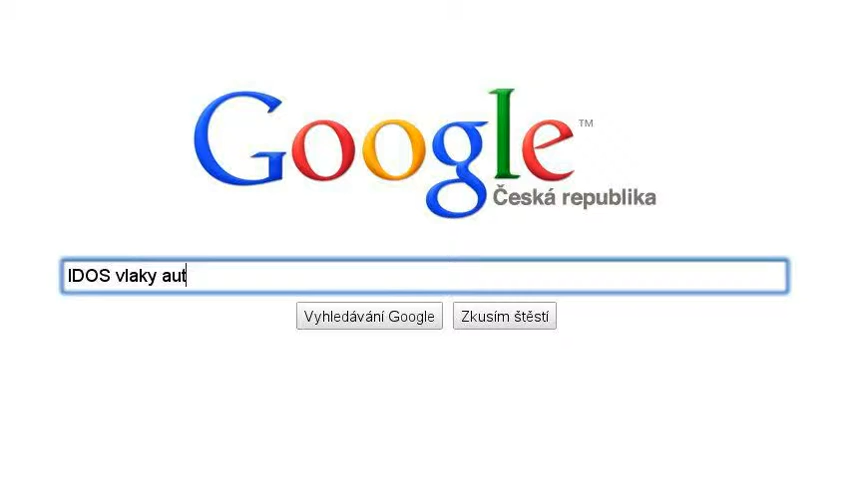 Google™
Česká republika
IDOS vlaky aut
Vyhledávání Google
Zkusím štěstí